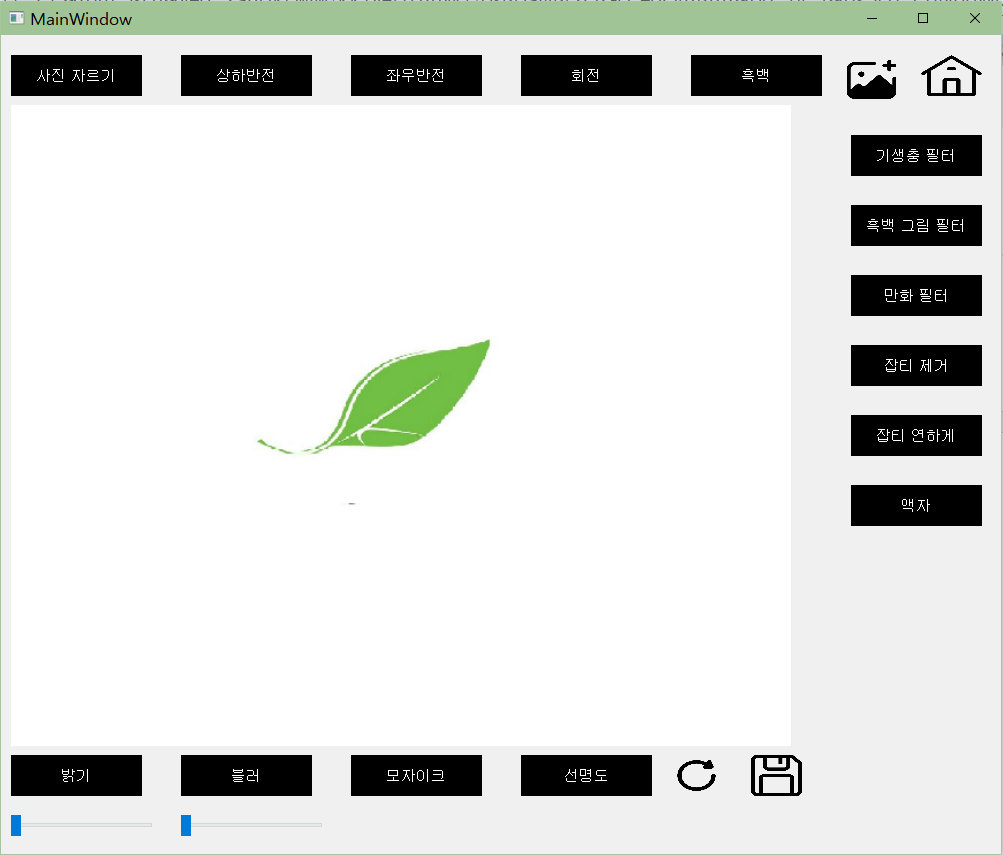 MainWindow
사진 자르기
상하반전
좌우반전
회전
흑백
기생충 필터
흑백 그림 필터
만화 필터
잡티 제거
잡티 연하게
액자
밝기
블러
모자이크
선명도